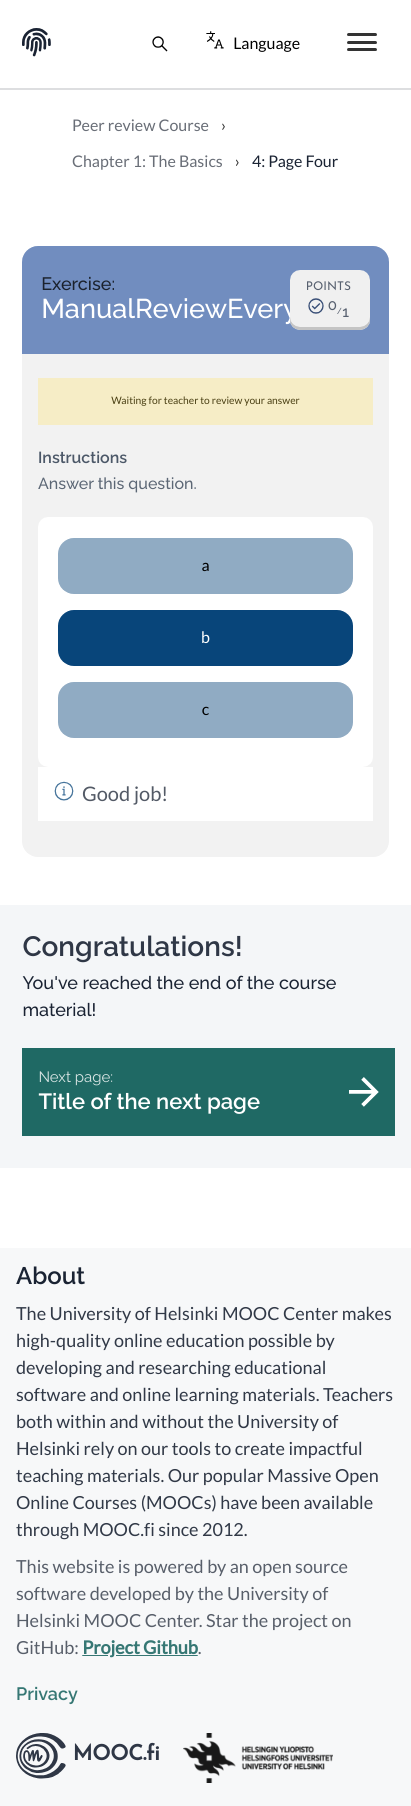 Language
Peer review Course ›
Chapter 1: The Basics › 4: Page Four
Exercise:
ManualReviewEvery
POINTS
0/1
Waiting for teacher to review your answer
Instructions
Answer this question.
a
b
c
Good job!
Congratulations!
You've reached the end of the course
material!
Next page:
Title of the next page
About
The University of Helsinki MOOC Center makes
high-quality online education possible by
developing and researching educational
software and online learning materials. Teachers
both within and without the University of
Helsinki rely on our tools to create impactful
teaching materials. Our popular Massive Open
Online Courses (MOOCs) have been available
through MOOC.fi since 2012.
This website is powered by an open source
software developed by the University of
Helsinki MOOC Center. Star the project on
GitHub: Project Github.
Privacy
MOOC.fi
HELSINGIN YLIOPISTO
HELSINGFORS UNIVERSITET
UNIVERSITY OF HELSINKI